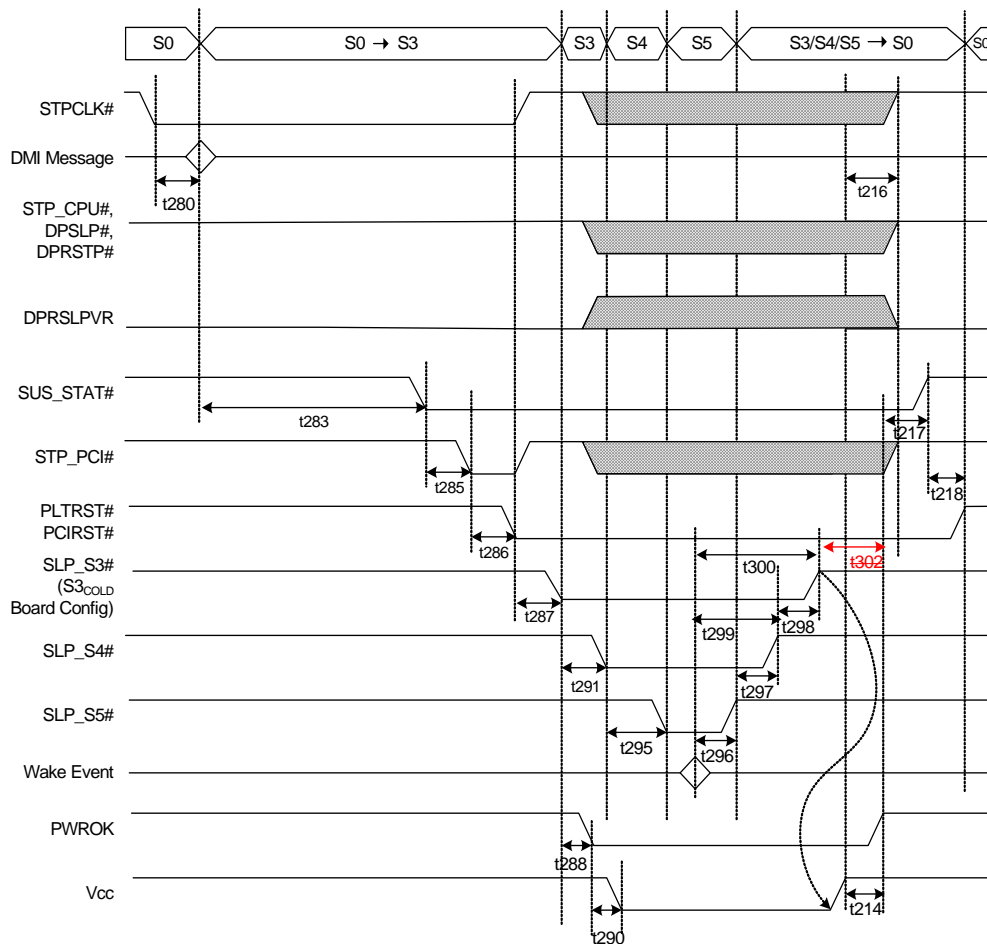 S0
S0 → S3
S3
S4
S5
S3/S4/S5 → S0
S0
STPCLK#
DMI Message
t280
t216
STP_CPU#,
DPSLP#,
DPRSTP#
DPRSLPVR
SUS_STAT#
t283
t217
STP_PCI#
t285
t218
PLTRST#
PCIRST#
t286
t300
t302
SLP_S3#
(S3COLD
Board Config)
t287
t299
t298
SLP_S4#
t291
t297
SLP_S5#
t295
t296
Wake Event
PWROK
t288
Vcc
t214
t290